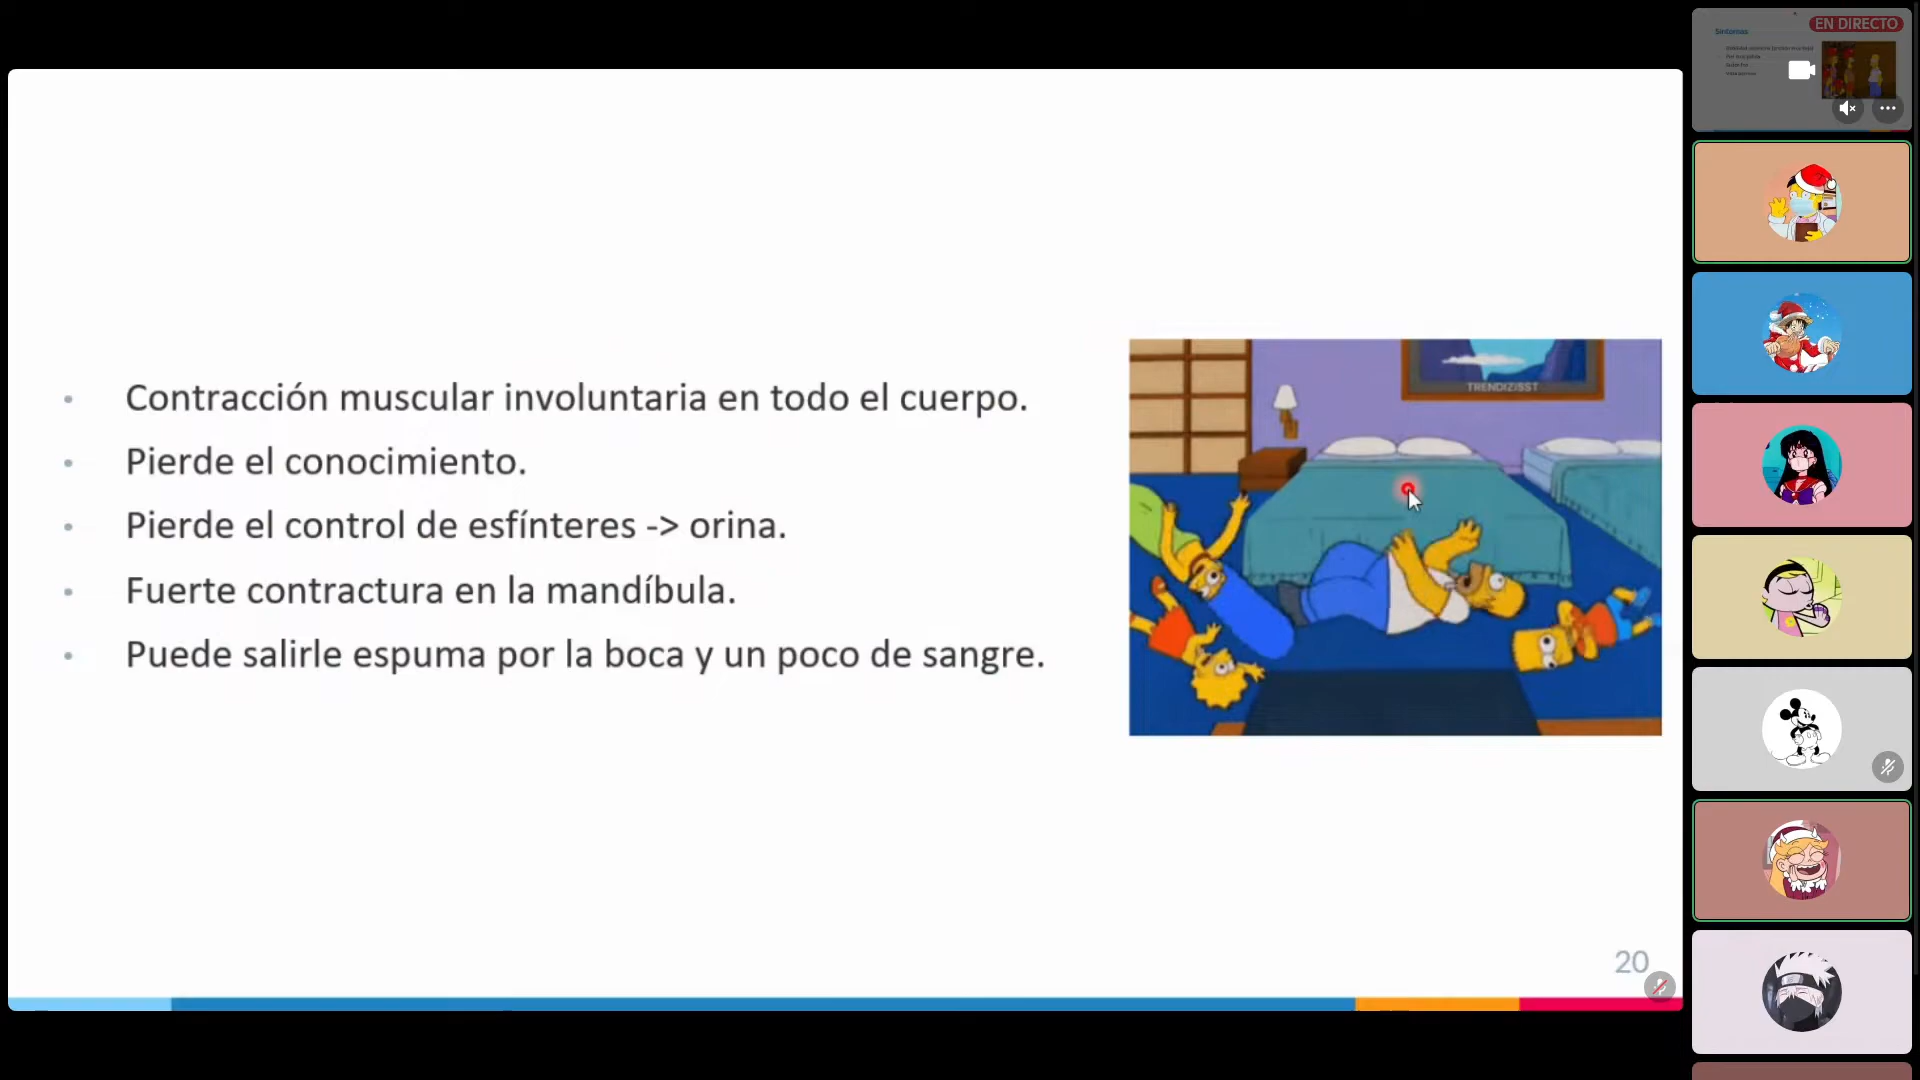 Contracción muscular involuntaria en todo el cuerpo.
Pierde el conocimiento.
Pierde el control de esfínteres -> orina.
Fuerte contractura en la mandíbula.
Puede salirle espuma por la boca y un poco de sangre.
TRENDIZISST
20
EN DIRECTO
Síntomas